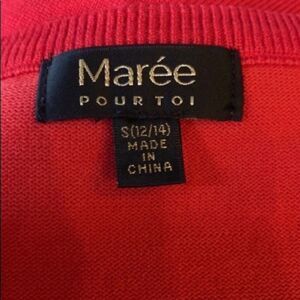 Marée
POUR TOI
S(12/14)
MADE
IN
CHINA